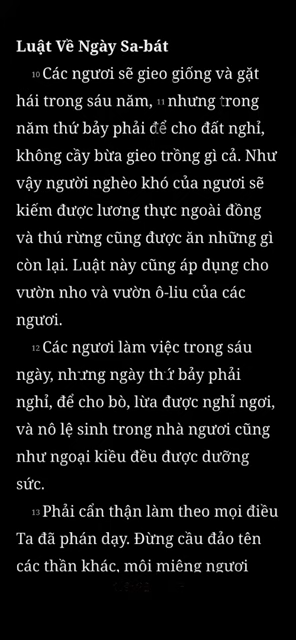 Luật Về Ngày Sa-bát
10 Các ngươi sẽ gieo giống và gặt
hái trong sáu năm, 11 nhưng trong
năm thứ bảy phải để cho đất nghỉ,
không cầy bừa gieo trồng gì cả. Như
vậy người nghèo khó của ngươi sẽ
kiếm được lương thực ngoài đồng
và thú rừng cũng được ăn những gì
còn lại. Luật này cũng áp dụng cho
vườn nho và vườn ô-liu của các
ngươi.
12 Các ngươi làm việc trong sáu
ngày, nhưng ngày thứ bảy phải
nghỉ, để cho bò, lừa được nghỉ ngơi,
và nô lệ sinh trong nhà ngươi cũng
như ngoại kiều đều được dưỡng
sức.
13 Phải cẩn thận làm theo mọi điều
Ta đã phán dạy. Đừng cầu đảo tên
các thần khác, môi miệng ngươi